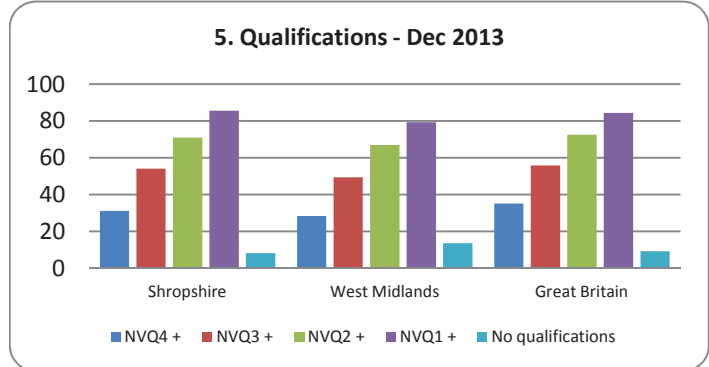 5. Qualifications - Dec 2013
100
80
60
40
20
0
Shropshire West Midlands Great Britain
NVQ4 + NVQ3 + NVQ2 + NVQ1 + No qualifications